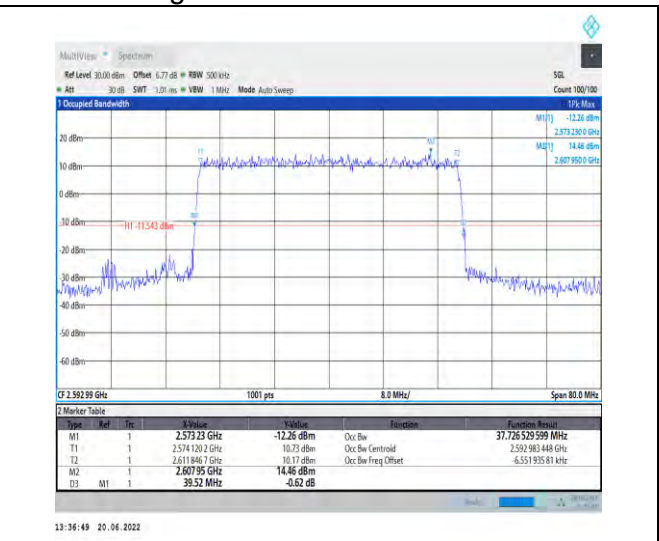 MultiView Spectrum
Ref Level 30.00 dBm Offset 6.77 dB RBW 500 kHz SGL
Att 30 dB SWT 1.01 ms VBW 1 MHz Mode Auto Sweep Count 100/100
1 Occupied Bandwidth 1Pk Max
M1[1] -12.26 dBm
2.573 230 0 GHz
20 dBm M2 M2[1] 14.46 dBm
T1 T2 2.607 950 0 GHz
10 dBm
0 dBm
-10 dBm H1 -11.543 dBm
-20 dBm
-30 dBm
-40 dBm
-50 dBm
-60 dBm
CF 2.592 99 GHz 1001 pts 8.0 MHz/ Span 80.0 MHz
2 Marker Table
Type Ref Trc X-Value Y-Value Function Function Result
M1 1 2.573 23 GHz -12.26 dBm Occ Bw 37.726 529 599 MHz
T1 1 2.574 120 2 GHz 10.73 dBm Occ Bw Centroid 2.592 983 448 GHz
T2 1 2.611 846 7 GHz 10.17 dBm Occ Bw Freq Offset -6.551 935 81 kHz
M2 1 2.607 95 GHz 14.46 dBm
D3 M1 1 39.52 MHz -0.62 dB
13:36:49 20.06.2022